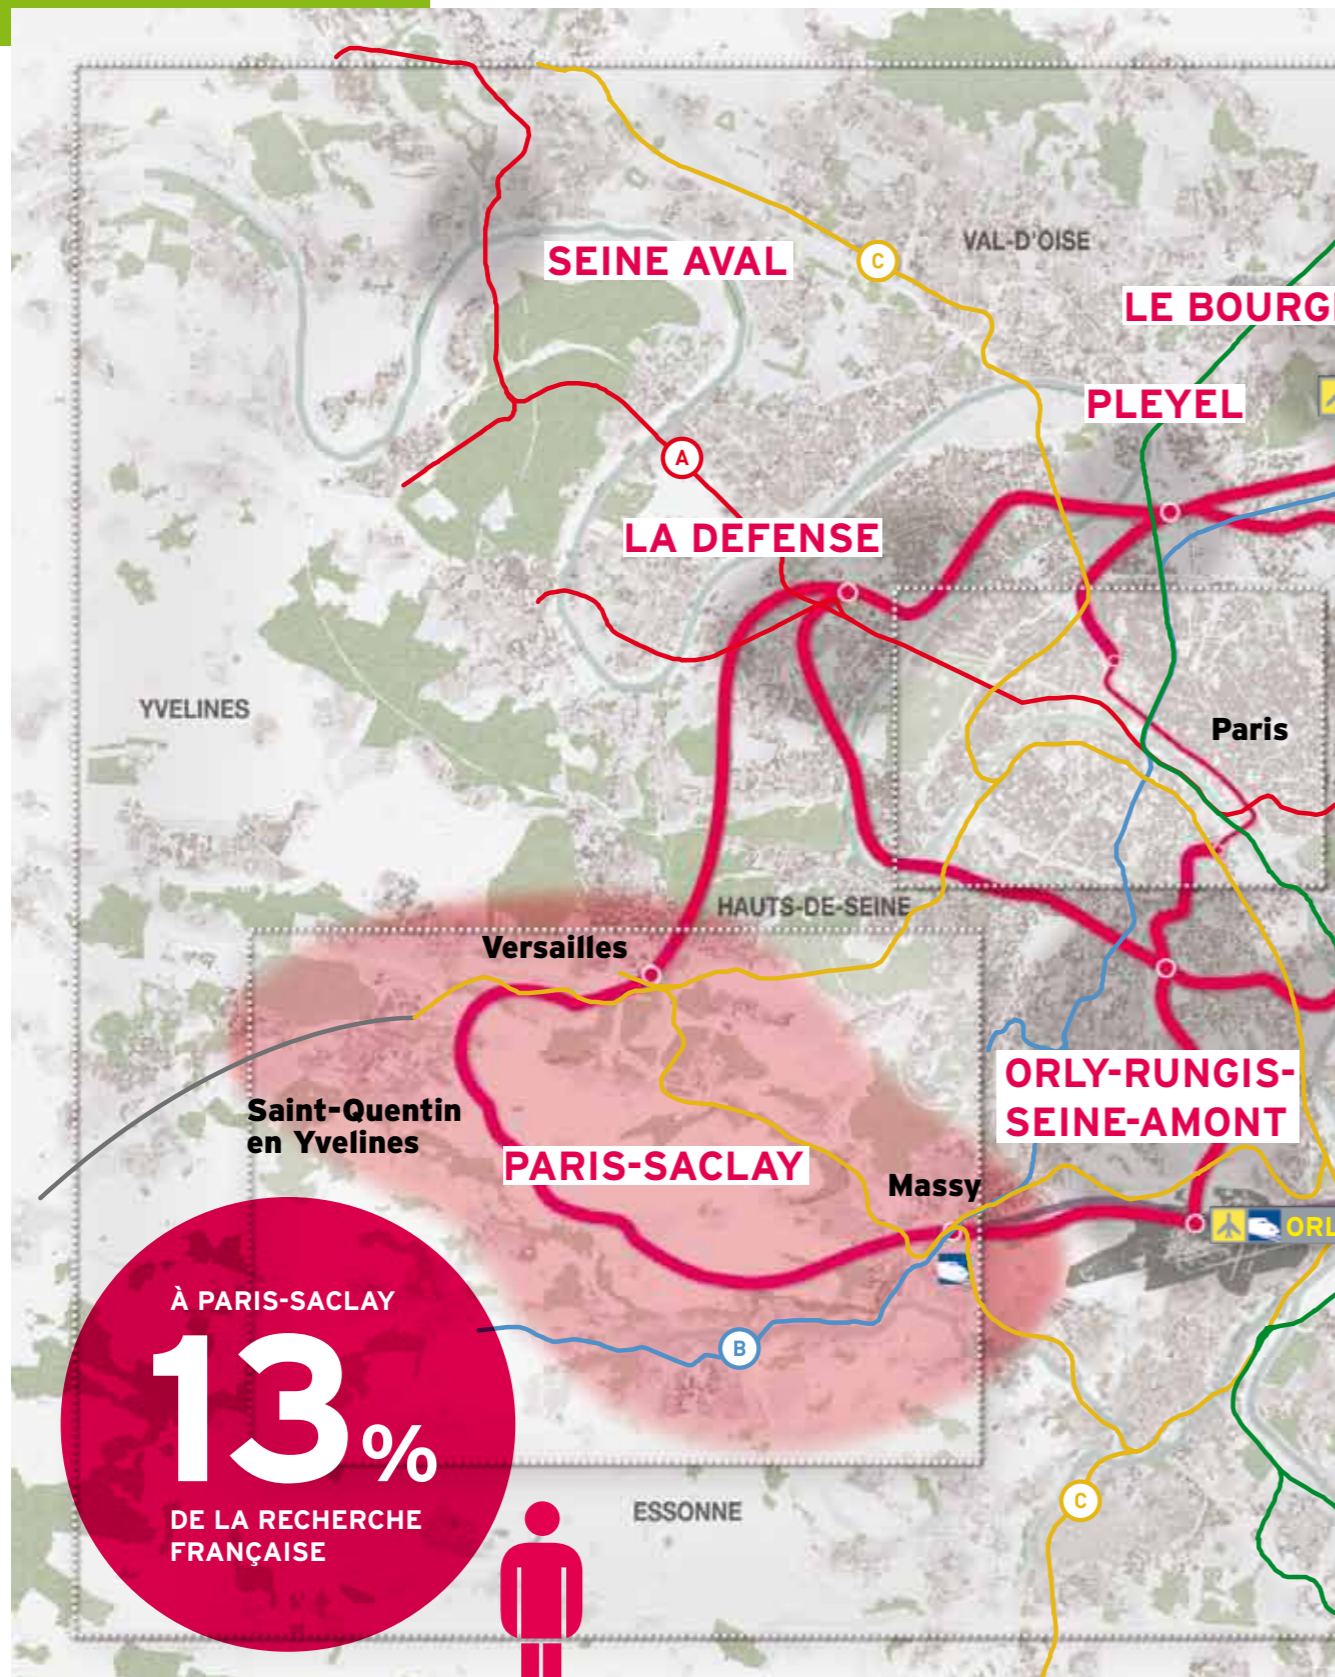 SEINE AVAL
C
VAL-D'OISE
LE BOURG
PLEYEL
A
LA DEFENSE
YVELINES
Paris
HAUTS-DE-SEINE
Versailles
ORLY-RUNGIS-
SEINE-AMONT
Saint-Quentin
en Yvelines
PARIS-SACLAY
Massy
ORL
À PARIS-SACLAY
13%
DE LA RECHERCHE
FRANÇAISE
B
C
ESSONNE